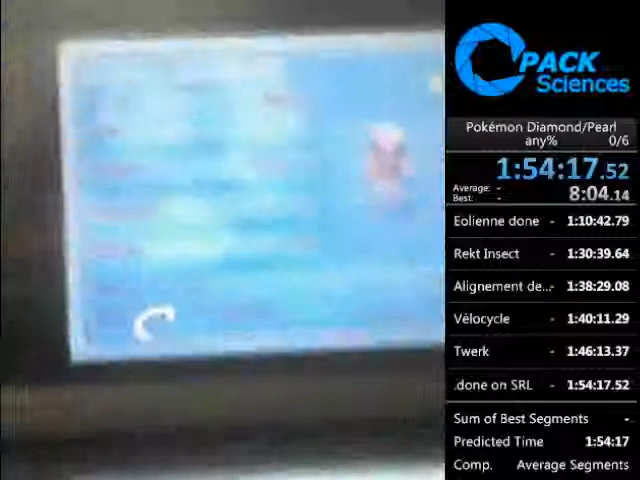 PACK
Sciences
Pokémon Diamond/Pearl
any% 0/6
1:54:17.52
Average: -
Best: -
8:04.14
Eolienne done - 1:10:42.79
Rekt Insect - 1:30:39.64
Alignement de...- 1:38:29.08
Vélocycle - 1:40:11.29
Twerk - 1:46:13.37
.done on SRL - 1:54:17.52
Sum of Best Segments -
Predicted Time 1:54:17
Comp. Average Segments